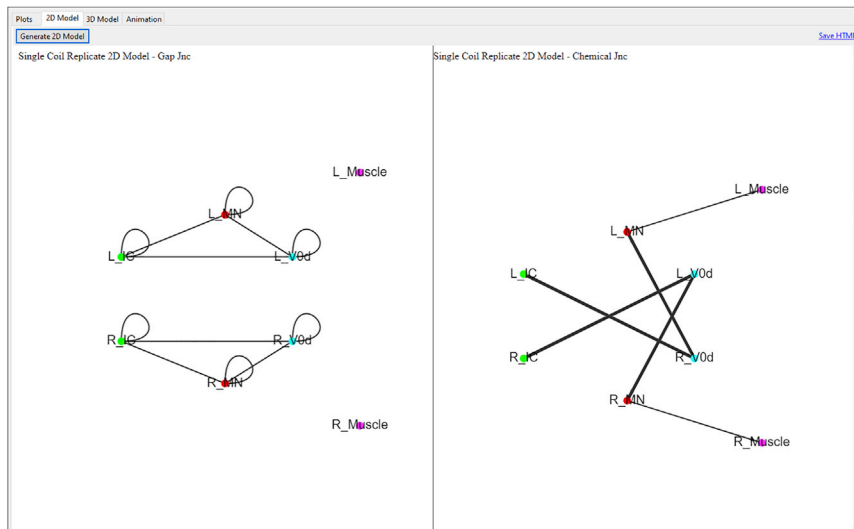 Plots 2D Model 3D Model Animation
Generate 2D Model Save HTML
Single Coil Replicate 2D Model - Gap Jnc
L_Muscle
L_MN
L_IC L_V0d
R_IC R_V0d
R_MN
R_Muscle
Single Coil Replicate 2D Model - Chemical Jnc
L_Muscle
L_MN
L_IC L_V0d
R_IC R_V0d
R_MN
R_Muscle